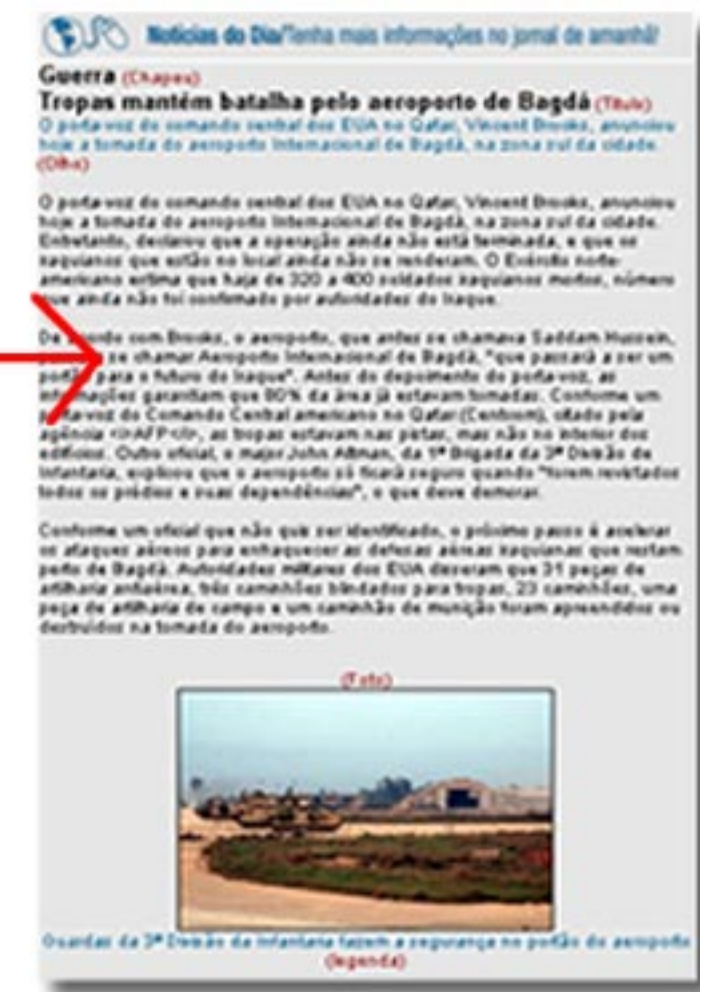 Notícias do Dia/Tenha mais informações no jornal de amanhã!
Guerra (Chapeu)
Tropas mantém batalha pelo aeroporto de Bagdá (Título)
O porta-voz do comando central dos EUA no Qatar, Vincent Brooks, anunciou
hoje a tomada do aeroporto Internacional de Bagdá, na zona sul da cidade.
(Olho)
O porta-voz do comando central dos EUA no Qatar, Vincent Brooks, anunciou
hoje a tomada do aeroporto Internacional de Bagdà, na zona sul da cidade.
Entretanto, declarou que a operação ainda não está terminada, e que os
iraquianos que estão no local ainda não se renderam. O Exército norte-
americano estima que haja de 320 a 400 soldados iraquianos mortos, número
que ainda não foi confirmado por autoridades do Iraque.
De acordo com Brooks, o aeroporto, que antes se chamava Saddam Hussein,
se chamar Aeroporto Internacional de Bagdà, "que passará a ser um
para o futuro do Iraque". Antes do depoimento do porta-voz, as
informações garantiam que 80% da área já estavam tomadas. Conforme um
porta-voz do Comando Central americano no Qatar (Centcom), citado pela
agência <i>AFP</i>, as tropas estavam nas pistas, mas não no interior dos
edifícios. Outro oficial, o major John Altman, da 1ª Brigada da 3ª Divisão de
Infantaria, explicou que o aeroporto só ficará seguro quando "forem revistados
todos os prédios e suas dependências", o que deve demorar.
Conforme um oficial que não quis ser identificado, o próximo passo é acelerar
os ataques aéreos para enfraquecer as defesas aéreas iraquianas que restam
perto de Bagdà. Autoridades militares dos EUA disseram que 31 peças de
artilharia antiaérea, três caminhões blindados para tropas, 23 caminhões, uma
peça de artilharia de campo e um caminhão de munição foram apreendidos ou
destruídos na tomada do aeroporto.
(Foto)
Guardas da 3ª Divisão da Infantaria fazem a segurança no portão do aeroporto
(legenda)